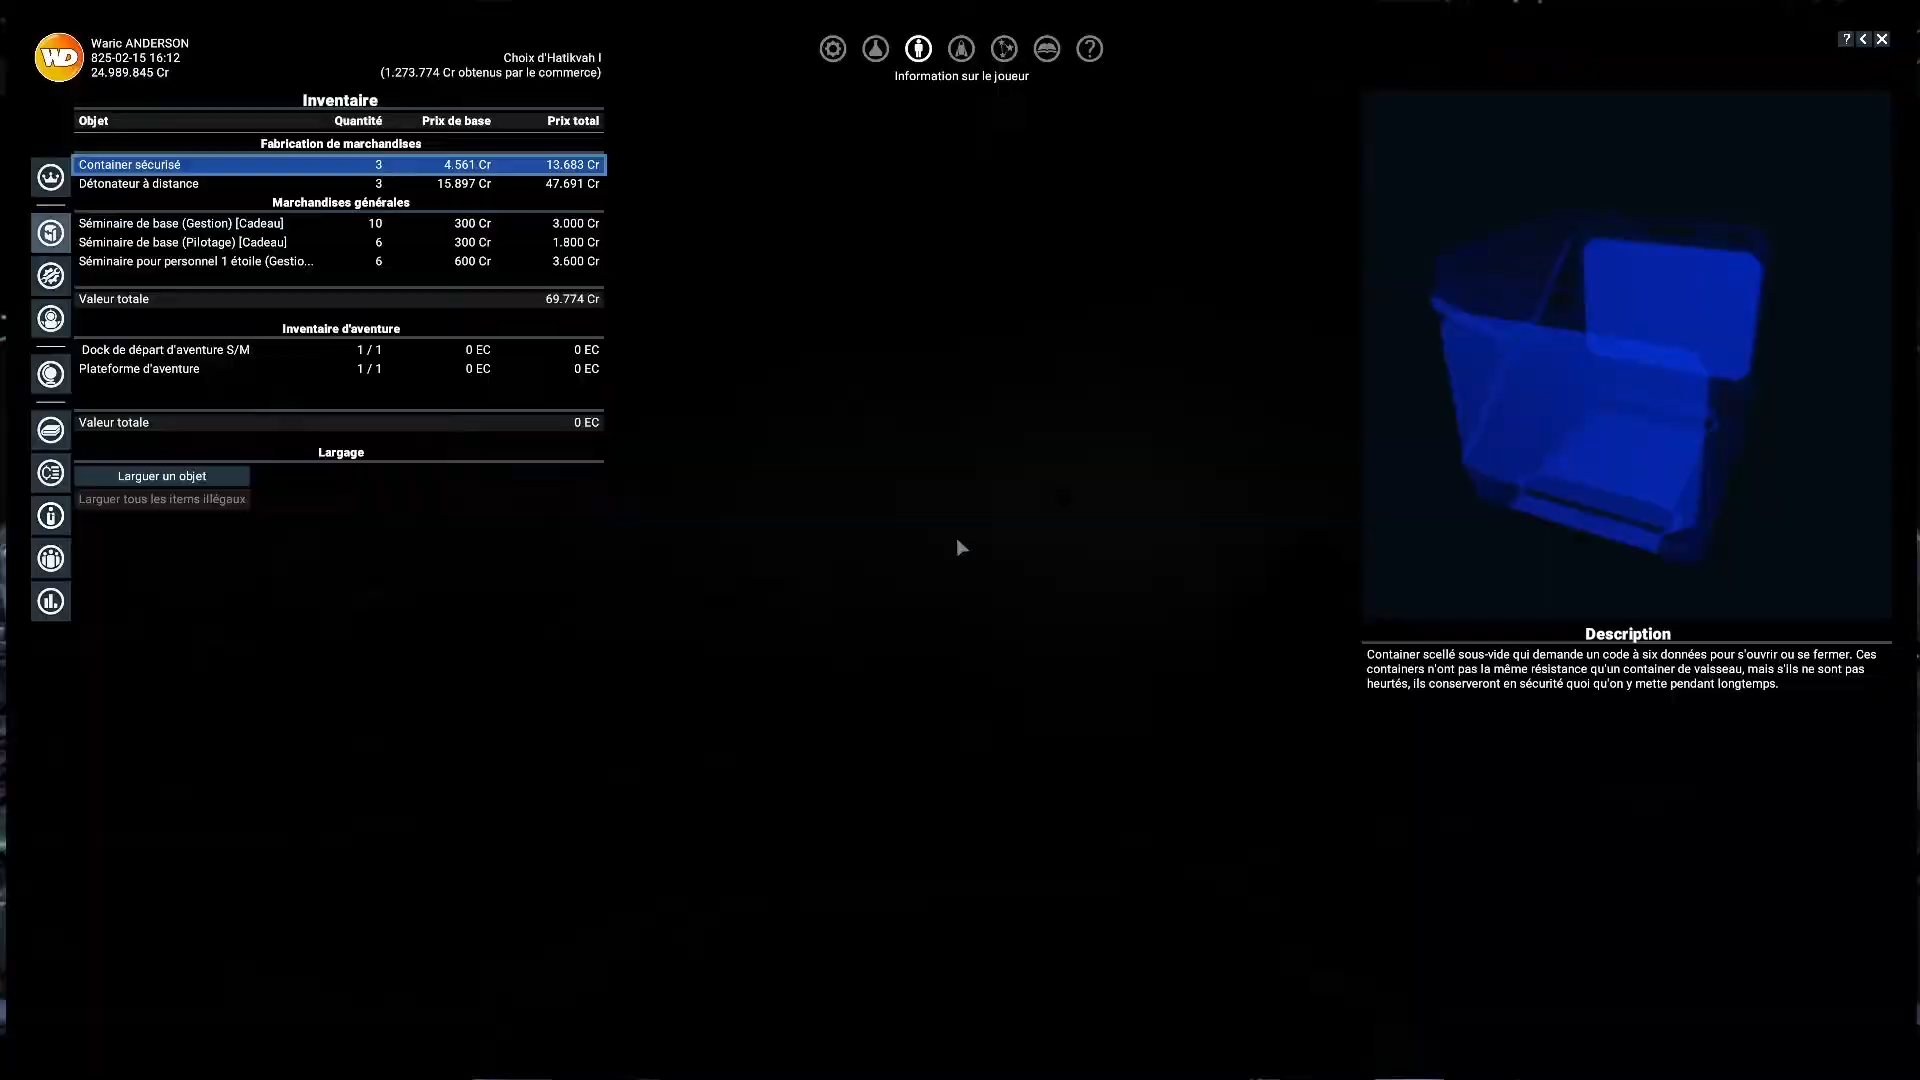 WD
Waric ANDERSON
825-02-15 16:12
24.989.845 Cr
Choix d'Hatikvah I
(1.273.774 Cr obtenus par le commerce)
Information sur le joueur
? < X
Inventaire
Objet Quantité Prix de base Prix total
Fabrication de marchandises
Container sécurisé 3 4.561 Cr 13.683 Cr
Détonateur à distance 3 15.897 Cr 47.691 Cr
Marchandises générales
Séminaire de base (Gestion) [Cadeau] 10 300 Cr 3.000 Cr
Séminaire de base (Pilotage) [Cadeau] 6 300 Cr 1.800 Cr
Séminaire pour personnel 1 étoile (Gestio... 6 600 Cr 3.600 Cr
Valeur totale 69.774 Cr
Inventaire d'aventure
Dock de départ d'aventure S/M 1 / 1 0 EC 0 EC
Plateforme d'aventure 1 / 1 0 EC 0 EC
Valeur totale 0 EC
Largage
Larguer un objet
Larguer tous les items illégaux
Description
Container scellé sous-vide qui demande un code à six données pour s'ouvrir ou se fermer. Ces
containers n'ont pas la même résistance qu'un container de vaisseau, mais s'ils ne sont pas
heurtés, ils conserveront en sécurité quoi qu'on y mette pendant longtemps.